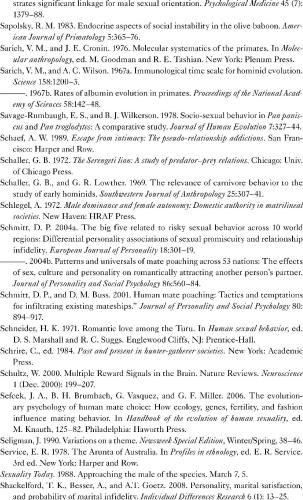 strates significant linkage for male sexual orientation. Psychological Medicine 45 (7):
1379–88.
Sapolsky, R. M. 1983. Endocrine aspects of social instability in the olive baboon. Amer-
ican Journal of Primatology 5:365–76.
Sarich, V. M., and J. E. Cronin. 1976. Molecular systematics of the primates. In Molec-
ular anthropology, ed. M. Goodman and R. E. Tashian. New York: Plenum Press.
Sarich, V. M., and A. C. Wilson. 1967a. Immunological time scale for hominid evolution.
Science 158:1200–3.
———. 1967b. Rates of albumin evolution in primates. Proceedings of the National Acad-
emy of Sciences 58:142–48.
Savage-Rumbaugh, E. S., and B. J. Wilkerson. 1978. Socio-sexual behavior in Pan panis-
cus and Pan troglodytes: A comparative study. Journal of Human Evolution 7:327–44.
Schaef, A. W. 1989. Escape from intimacy: The pseudo-relationship addictions. San Fran-
cisco: Harper and Row.
Schaller, G. B. 1972. The Serengeti lion: A study of predator–prey relations. Chicago: Univ.
of Chicago Press.
Schaller, G. B., and G. R. Lowther. 1969. The relevance of carnivore behavior to the
study of early hominids. Southwestern Journal of Anthropology 25:307–41.
Schlegel, A. 1972. Male dominance and female autonomy: Domestic authority in matrilineal
societies. New Haven: HRAF Press.
Schmitt, D. P. 2004a. The big five related to risky sexual behavior across 10 world
regions: Differential personality associations of sexual promiscuity and relationship
infidelity. European Journal of Personality 18:301–19.
———. 2004b. Patterns and universals of mate poaching across 53 nations: The effects
of sex, culture and personality on romantically attracting another person's partner.
Journal of Personality and Social Psychology 86:560–84.
Schmitt, D. P., and D. M. Buss. 2001. Human mate poaching: Tactics and temptations
for infiltrating existing mateships." Journal of Personality and Social Psychology 80:
894–917.
Schneider, H. K. 1971. Romantic love among the Turu. In Human sexual behavior, ed.
D. S. Marshall and R. C. Suggs. Englewood Cliffs, NJ: Prentice-Hall.
Schrire, C., ed. 1984. Past and present in hunter-gatherer societies. New York: Academic
Press.
Schultz, W. 2000. Multiple Reward Signals in the Brain. Nature Reviews. Neuroscience
1 (Dec. 2000): 199–207.
Sefcek, J. A., B. H. Brumbach, G. Vasquez, and G. F. Miller. 2006. The evolution-
ary psychology of human mate choice: How ecology, genes, fertility, and fashion
influence mating behavior. In Handbook of the evolution of human sexuality, ed.
M. Knauth, 125–82. Philadelphia: Haworth Press.
Seligman, J. 1990. Variations on a theme. Newsweek Special Edition, Winter/Spring, 38–46.
Service, E. R. 1978. The Arunta of Australia. In Profiles in ethnology, ed. E. R. Service.
3rd ed. New York: Harper and Row.
Sexuality Today. 1988. Approaching the male of the species. March 7, 5.
Shackelford, T. K., Besser, A., and A.T. Goetz. 2008. Personality, marital satisfaction,
and probability of marital infidelity. Individual Differences Research 6 (1): 13–25.